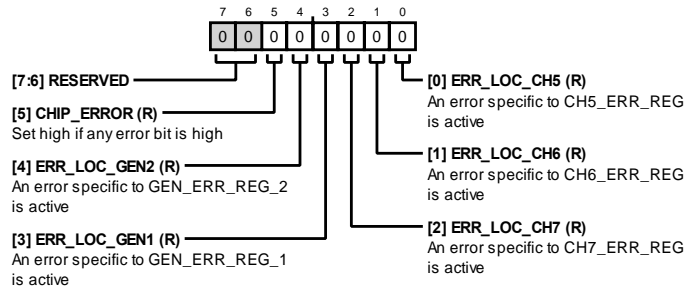 7 6 5 4 3 2 1 0
0 0 0 0 0 0 0 0
[7:6] RESERVED
[5] CHIP_ERROR (R)
Set high if any error bit is high
[4] ERR_LOC_GEN2 (R)
An error specific to GEN_ERR_REG_2
is active
[3] ERR_LOC_GEN1 (R)
An error specific to GEN_ERR_REG_1
is active
[0] ERR_LOC_CH5 (R)
An error specific to CH5_ERR_REG
is active
[1] ERR_LOC_CH6 (R)
An error specific to CH6_ERR_REG
is active
[2] ERR_LOC_CH7 (R)
An error specific to CH7_ERR_REG
is active